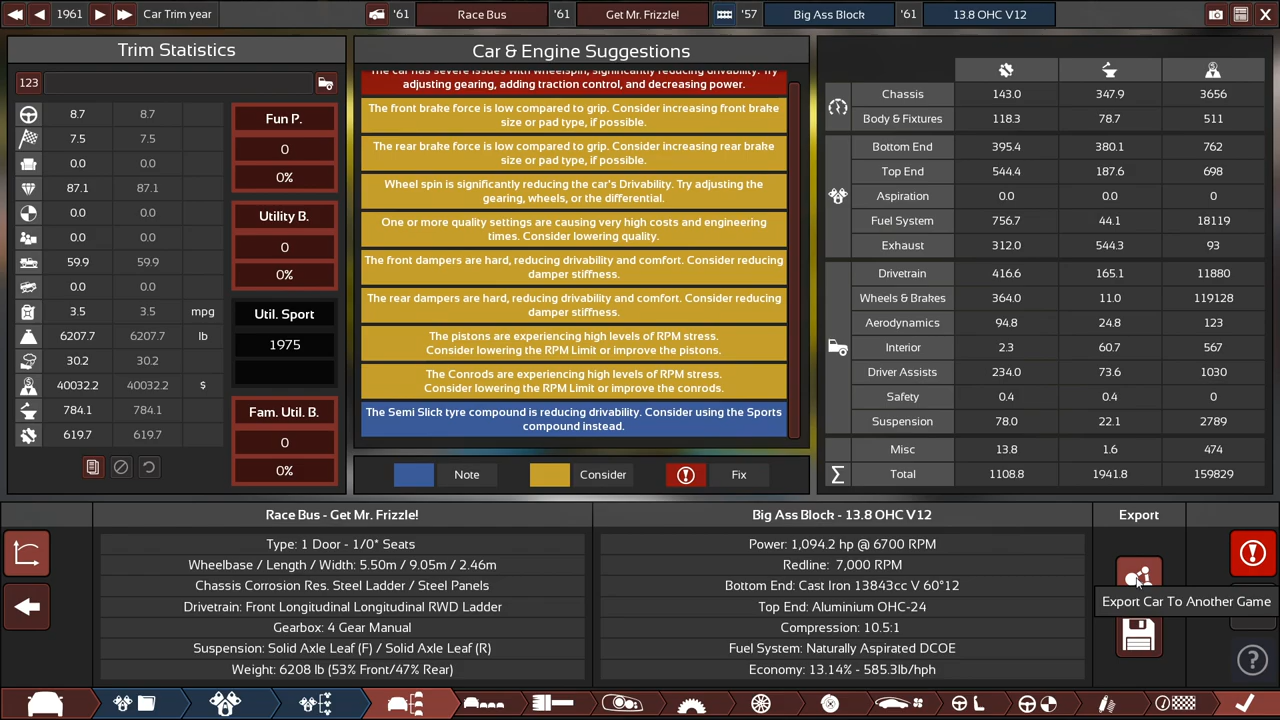 1961 Car Trim year '61 Race Bus '61 Get Mr. Frizzle! '57 Big Ass Block '61 13.8 OHC V12
Trim Statistics
123
8.7 8.7
7.5 7.5
0.0 0.0
87.1 87.1
0.0 0.0
0.0 0.0
59.9 59.9
0.0 0.0
3.5 3.5 mpg
6207.7 6207.7 lb
30.2 30.2
40032.2 40032.2 $
784.1 784.1
619.7 619.7
Fun P.
0
0%
Utility B.
0
0%
Util. Sport
1975
Fam. Util. B.
0
0%
Car & Engine Suggestions
The car has severe issues with wheelspin, significantly reducing drivability. Try
adjusting gearing, adding traction control, and decreasing power.
The front brake force is low compared to grip. Consider increasing front brake
size or pad type, if possible.
The rear brake force is low compared to grip. Consider increasing rear brake
size or pad type, if possible.
Wheel spin is significantly reducing the car's Drivability. Try adjusting the
gearing, wheels, or the differential.
One or more quality settings are causing very high costs and engineering
times. Consider lowering quality.
The front dampers are hard, reducing drivability and comfort. Consider reducing
damper stiffness.
The rear dampers are hard, reducing drivability and comfort. Consider reducing
damper stiffness.
The pistons are experiencing high levels of RPM stress.
Consider lowering the RPM Limit or improve the pistons.
The Conrods are experiencing high levels of RPM stress.
Consider lowering the RPM Limit or improve the conrods.
The Semi Slick tyre compound is reducing drivability. Consider using the Sports
compound instead.
Note Consider Fix
Chassis 143.0 347.9 3656
Body & Fixtures 118.3 78.7 511
Bottom End 395.4 380.1 762
Top End 544.4 187.6 698
Aspiration 0.0 0.0 0
Fuel System 756.7 44.1 18119
Exhaust 312.0 544.3 93
Drivetrain 416.6 165.1 11880
Wheels & Brakes 364.0 11.0 119128
Aerodynamics 94.8 24.8 123
Interior 2.3 60.7 567
Driver Assists 234.0 73.6 1030
Safety 0.4 0.4 0
Suspension 78.0 22.1 2789
Misc 13.8 1.6 474
Σ Total 1108.8 1941.8 159829
Race Bus - Get Mr. Frizzle!
Type: 1 Door - 1/0* Seats
Wheelbase / Length / Width: 5.50m / 9.05m / 2.46m
Chassis Corrosion Res. Steel Ladder / Steel Panels
Drivetrain: Front Longitudinal Longitudinal RWD Ladder
Gearbox: 4 Gear Manual
Suspension: Solid Axle Leaf (F) / Solid Axle Leaf (R)
Weight: 6208 lb (53% Front/47% Rear)
Big Ass Block - 13.8 OHC V12
Power: 1,094.2 hp @ 6700 RPM
Redline: 7,000 RPM
Bottom End: Cast Iron 13843cc V 60°12
Top End: Aluminium OHC-24
Compression: 10.5:1
Fuel System: Naturally Aspirated DCOE
Economy: 13.14% - 585.3lb/hph
Export
Export Car To Another Game